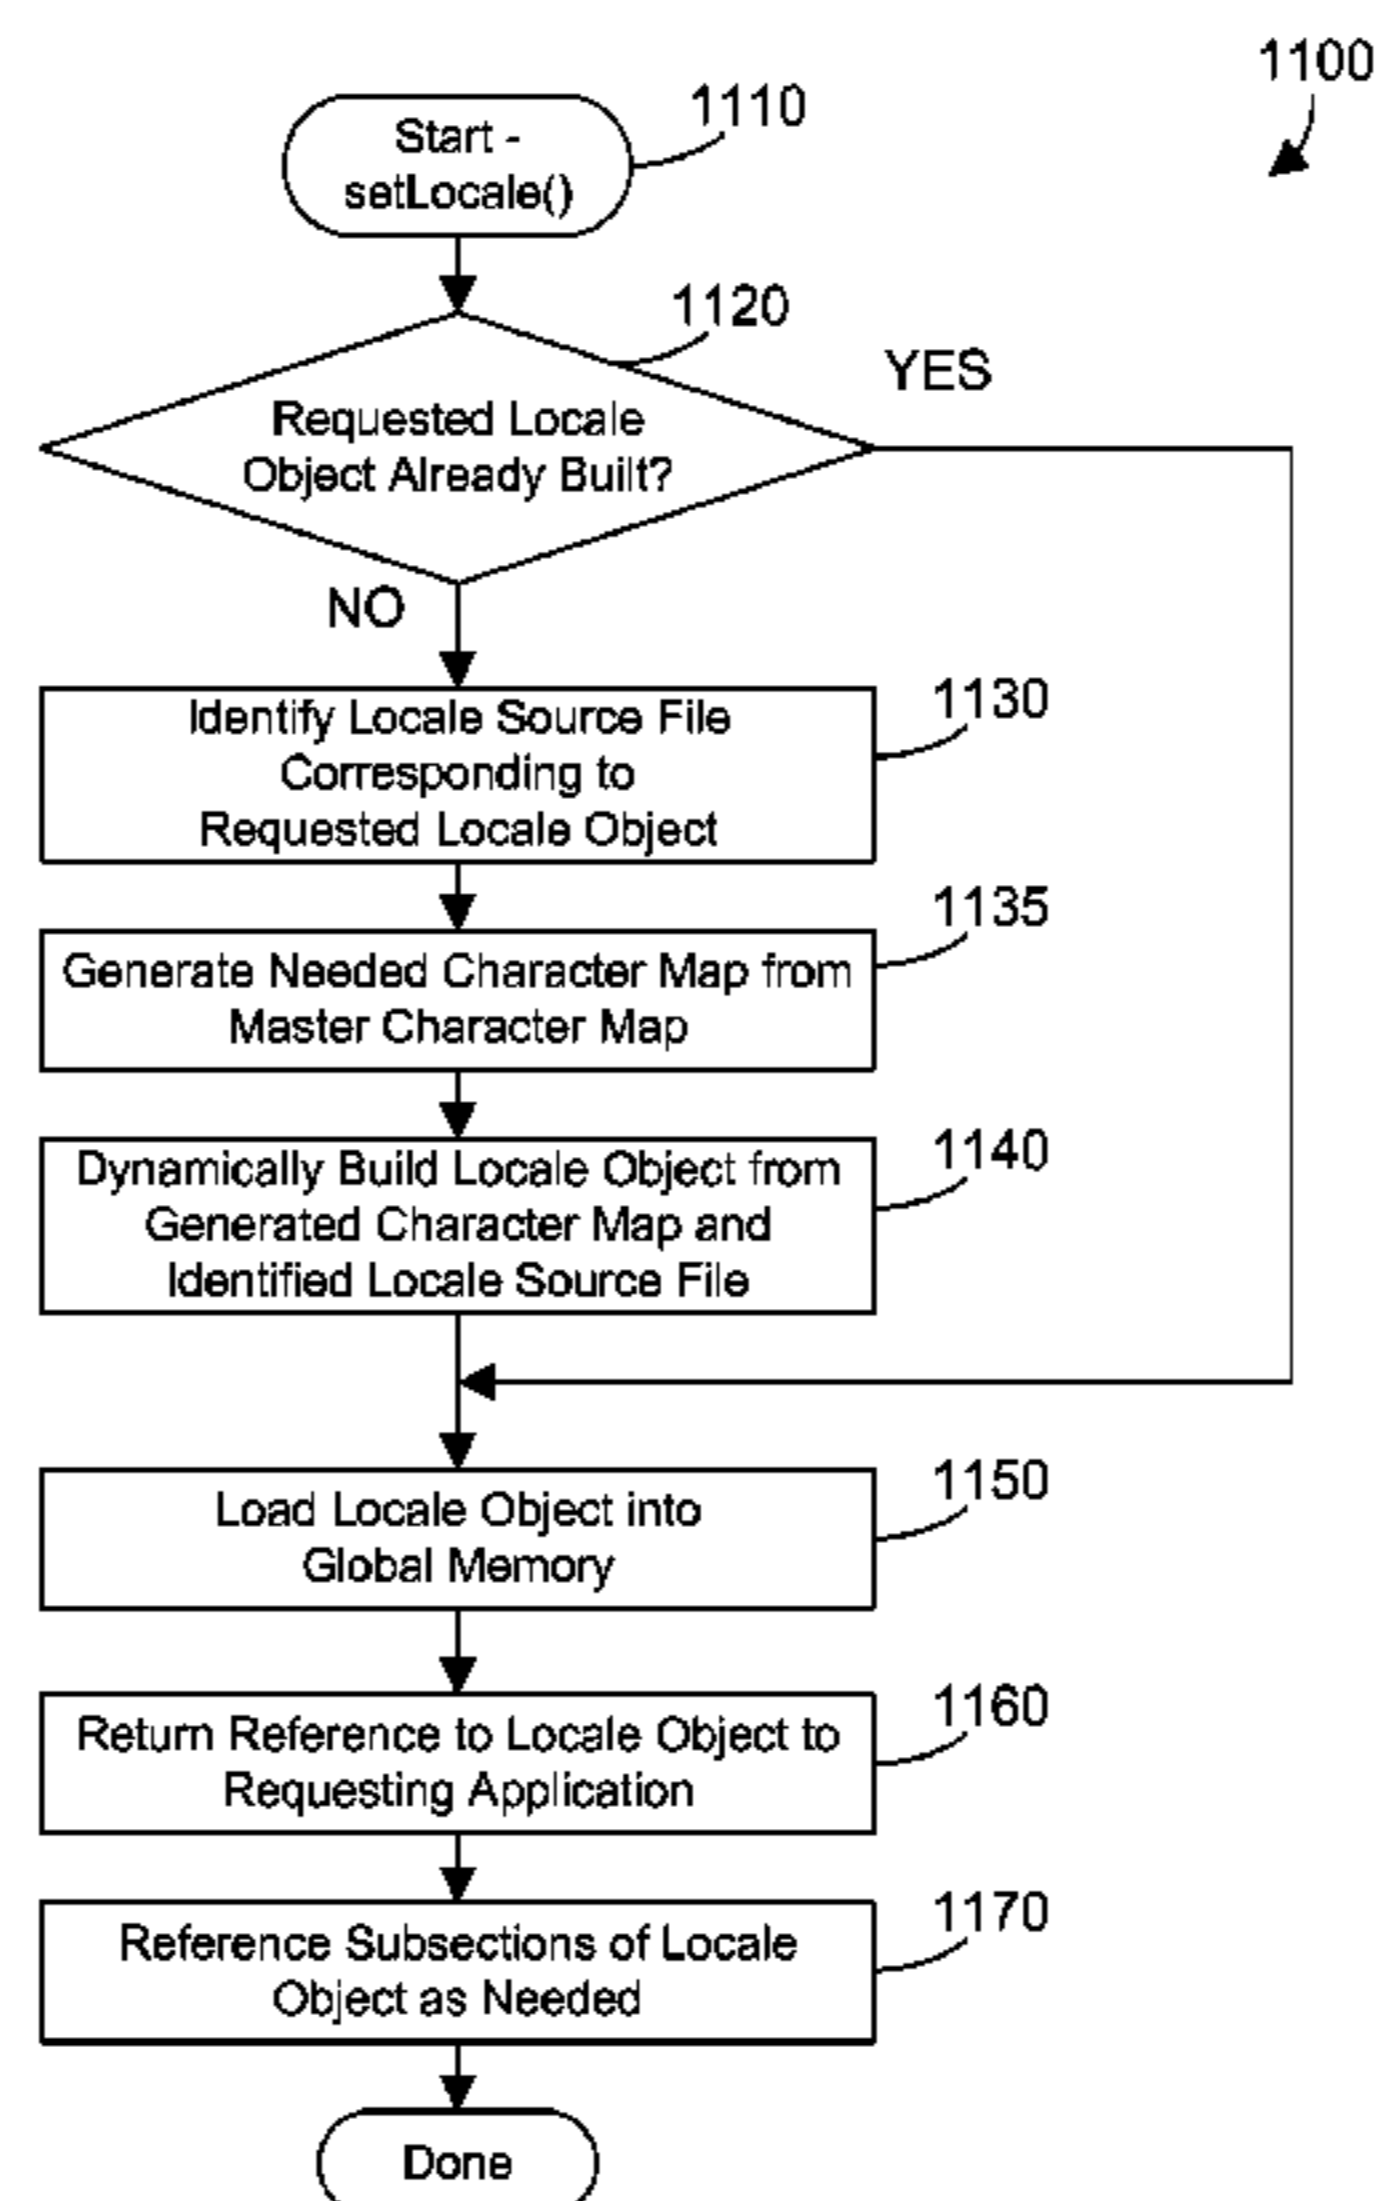 1100
Start -
setLocale()
1110
1120
YES
Requested Locale
Object Already Built?
NO
Identify Locale Source File
Corresponding to
Requested Locale Object
1130
Generate Needed Character Map from
Master Character Map
1135
Dynamically Build Locale Object from
Generated Character Map and
Identified Locale Source File
1140
Load Locale Object into
Global Memory
1150
Return Reference to Locale Object to
Requesting Application
1160
Reference Subsections of Locale
Object as Needed
1170
Done